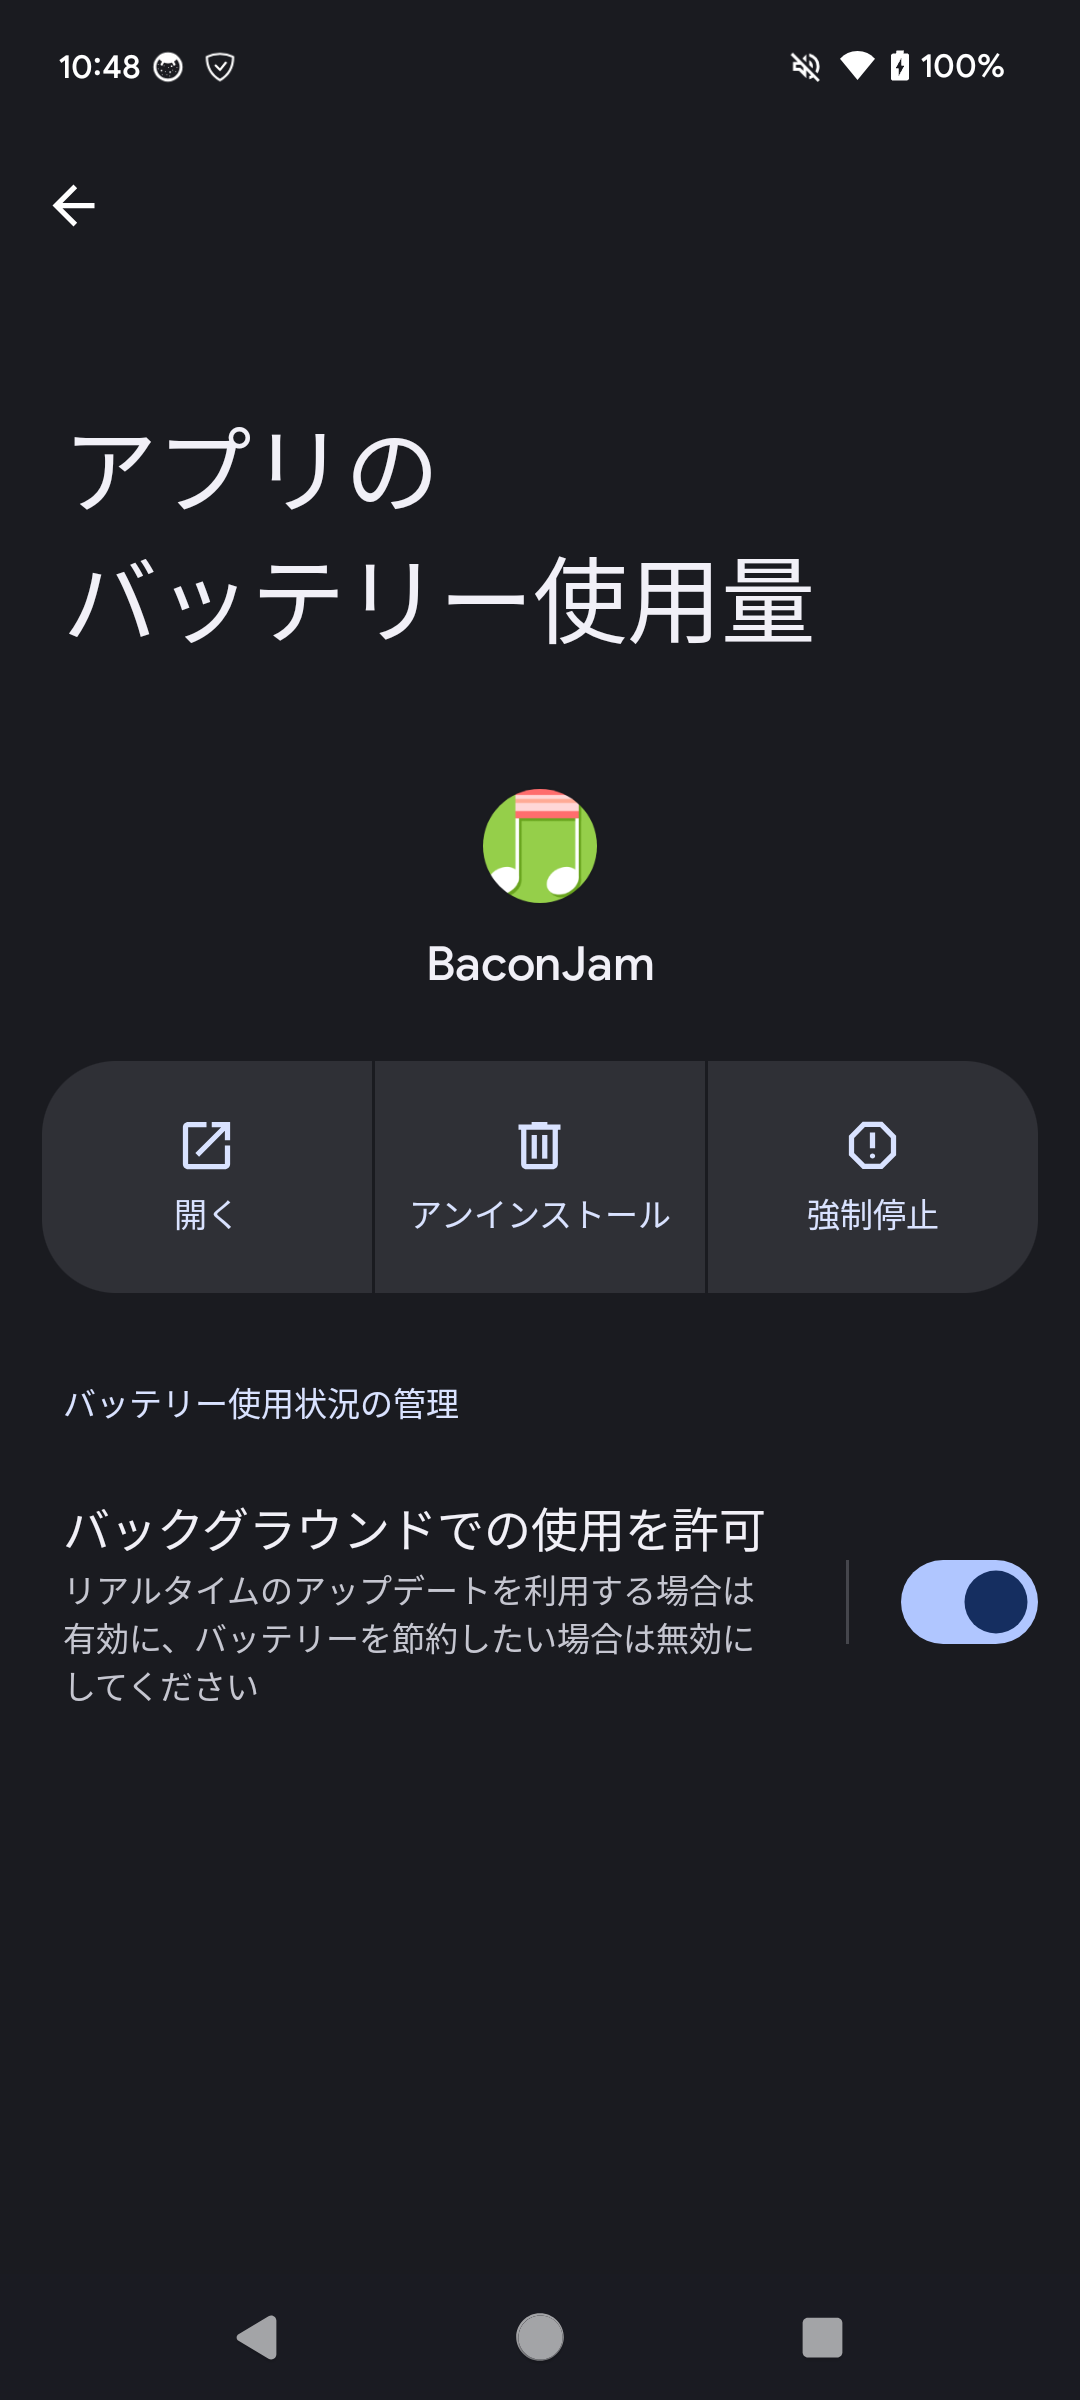 10:48
100%
アプリの
バッテリー使用量
BaconJam
開く
アンインストール
強制停止
バッテリー使用状況の管理
バックグラウンドでの使用を許可
リアルタイムのアップデートを利用する場合は
有効に、バッテリーを節約したい場合は無効に
してください